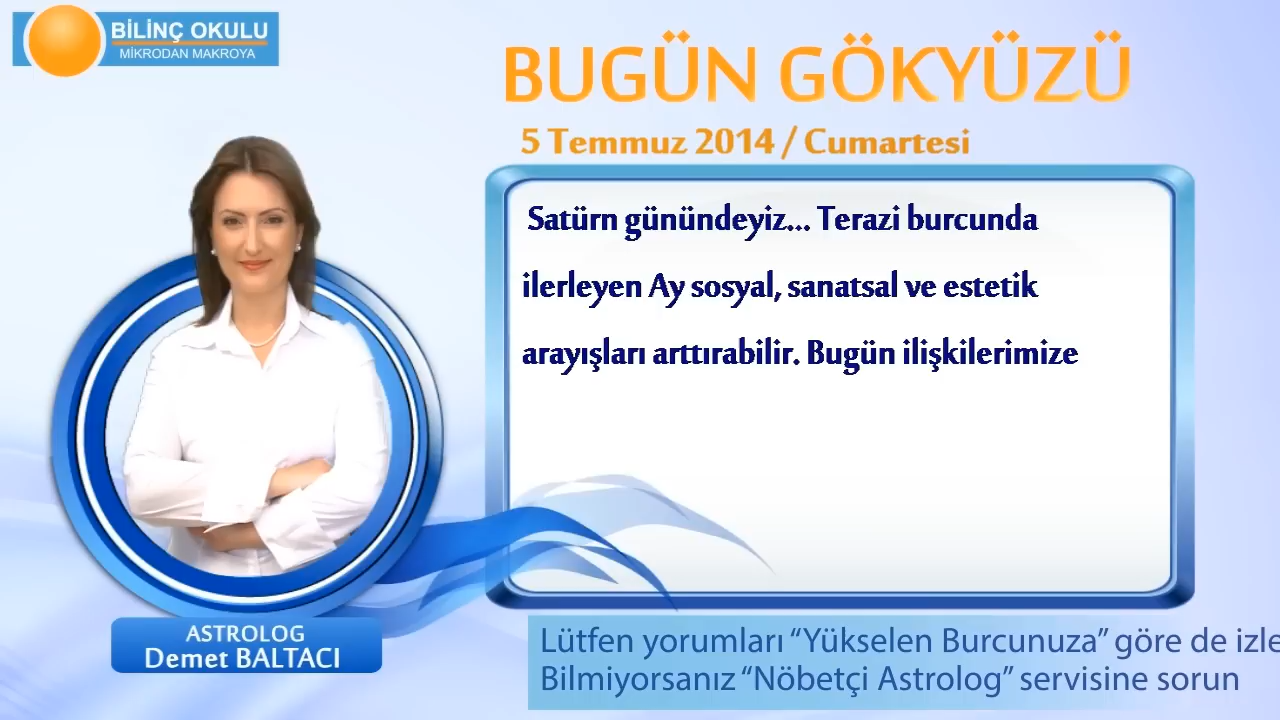 BİLİNÇ OKULU
MİKRODAN MAKROYA
BUGÜN GÖKYÜZÜ
5 Temmuz 2014 / Cumartesi
Satürn günündeyiz... Terazi burcunda
ilerleyen Ay sosyal, sanatsal ve estetik
arayışları arttırabilir. Bugün ilişkilerimize
ASTROLOG
Demet BALTACI
Lütfen yorumları “Yükselen Burcunuza” göre de izle
Bilmiyorsanız “Nöbetçi Astrolog” servisine sorun